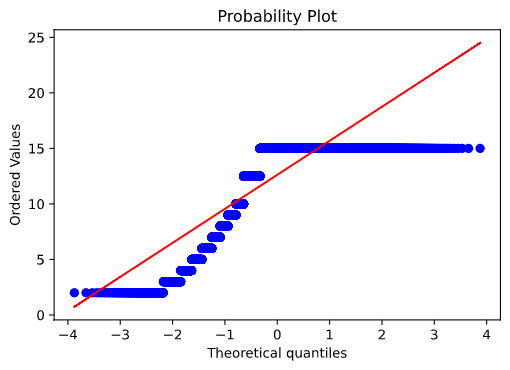 Probability Plot
Ordered Values
25
20
15
10
5
0
−4 −3 −2 −1 0 1 2 3 4
Theoretical quantiles